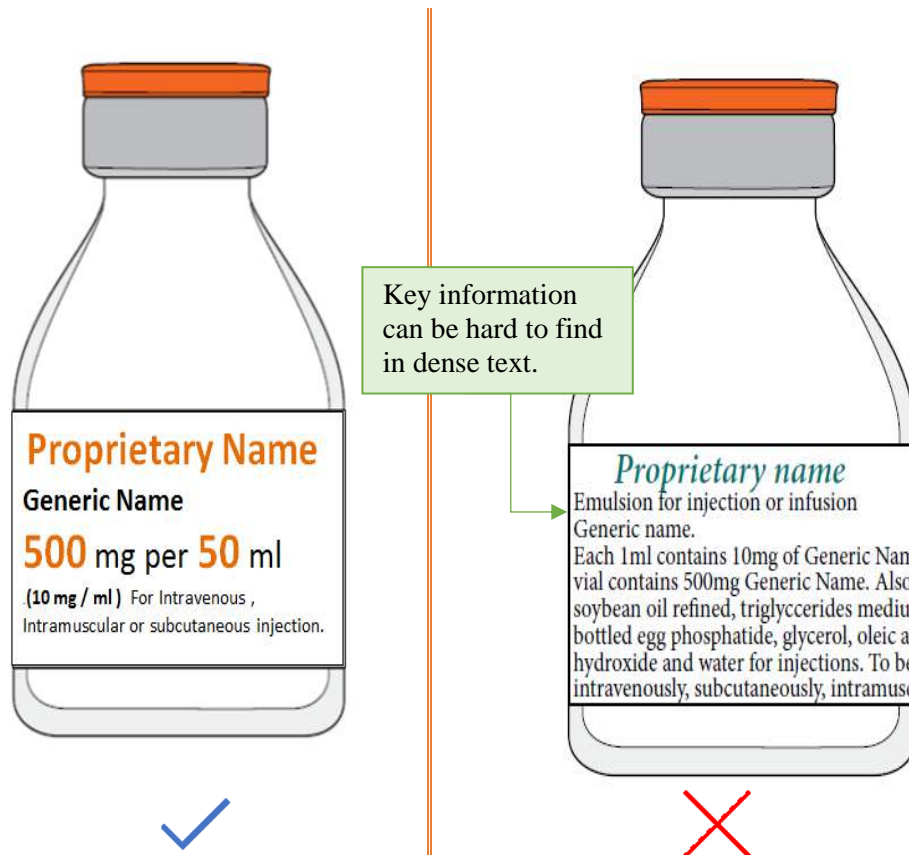 Key information
can be hard to find
in dense text.
Proprietary Name
Generic Name
500 mg per 50 ml
(10 mg / ml ) For Intravenous ,
Intramuscular or subcutaneous injection.
Proprietary name
Emulsion for injection or infusion
Generic name.
Each 1ml contains 10mg of Generic Nam
vial contains 500mg Generic Name. Also
soybean oil refined, triglyccerides mediu
bottled egg phosphatide, glycerol, oleic a
hydroxide and water for injections. To be
intravenously, subcutaneously, intramusc